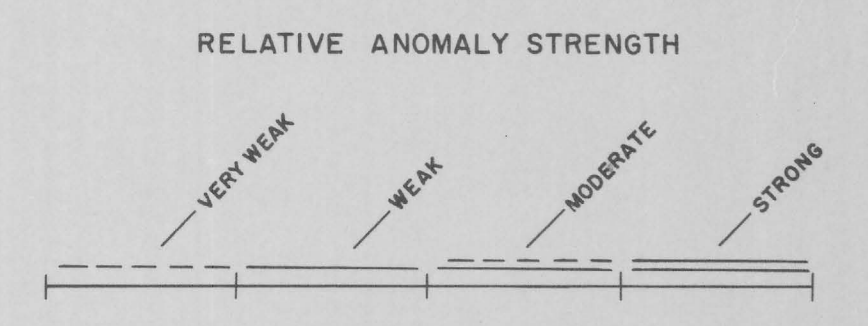 RELATIVE ANOMALY STRENGTH
VERY WEAK
WEAK
MODERATE
STRONG